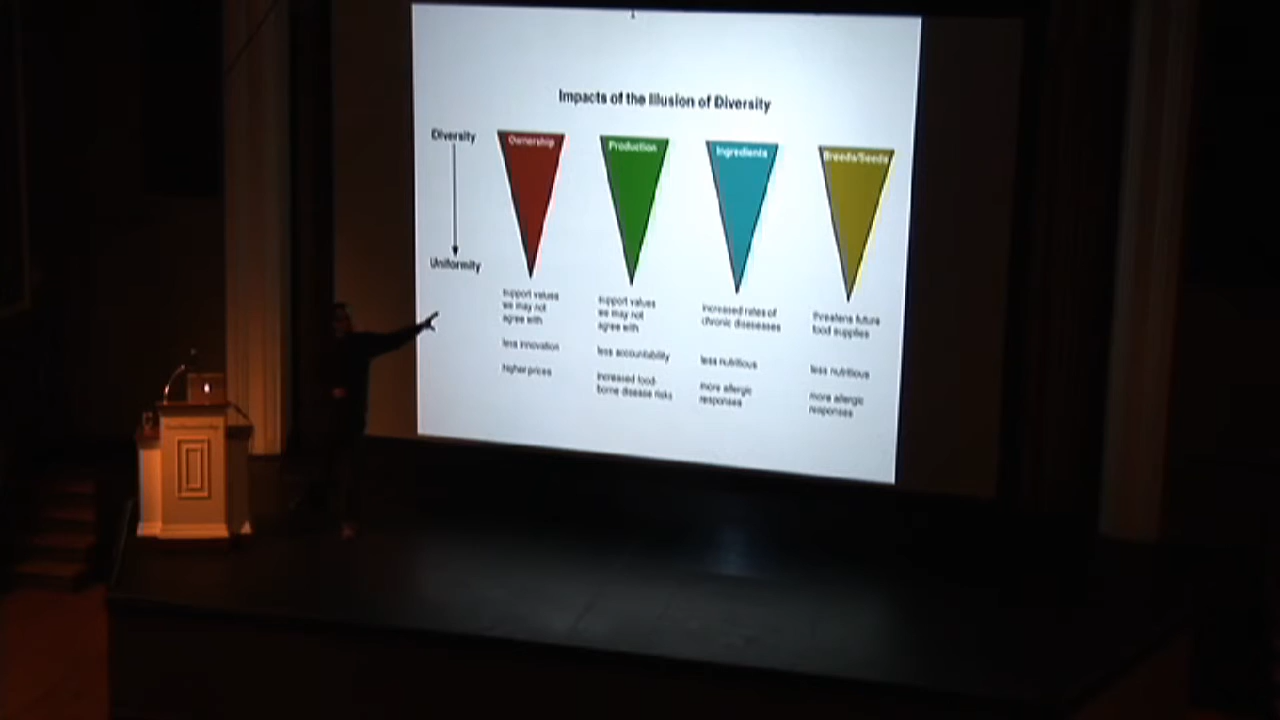 Impacts of the Illusion of Diversity
Diversity
Uniformity
Ownership
support values
we may not
agree with
less innovation
higher prices
Production
support values
we may not
agree with
less accountability
increased food-
borne disease risks
Ingredients
increased rates of
chronic diseseases
less nutritious
more allergic
responses
Breeds/Seeds
threatens future
food supplies
less nutritious
more allergic
responses